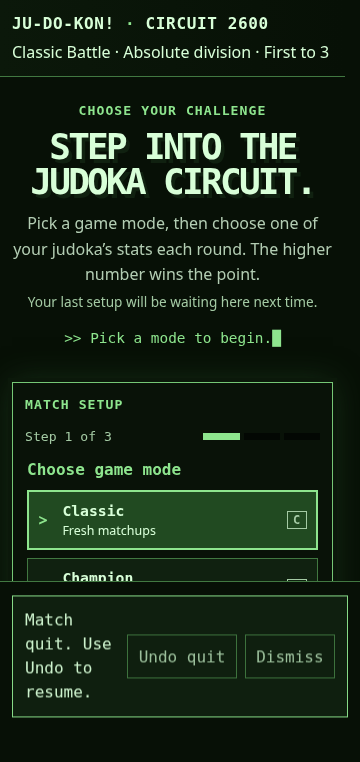 JU-DO-KON! · CIRCUIT 2600
Classic Battle · Absolute division · First to 3
CHOOSE YOUR CHALLENGE
STEP INTO THE
JUDOKA CIRCUIT.
Pick a game mode, then choose one of
your judoka’s stats each round. The higher
number wins the point.
Your last setup will be waiting here next time.
>> Pick a mode to begin.
MATCH SETUP
Step 1 of 3
Choose game mode
> Classic C
Fresh matchups
Champion
Match
quit. Use
Undo to
resume.
Undo quit
Dismiss